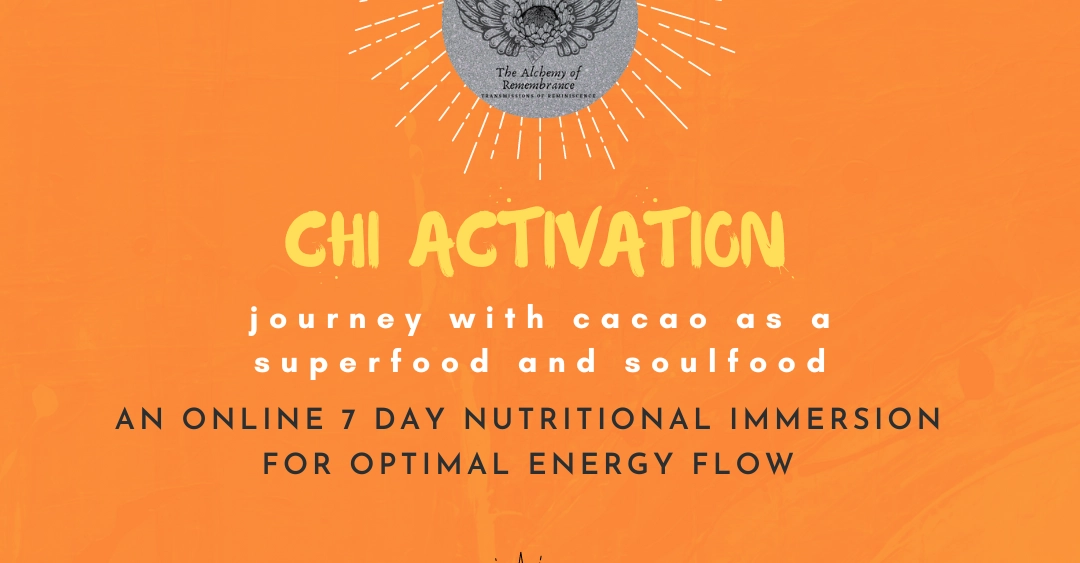 The Alchemy of
Remembrance
TRANSMISSIONS OF REMINISCENCE
CHI ACTIVATION
journey with cacao as a
superfood and soulfood
AN ONLINE 7 DAY NUTRITIONAL IMMERSION
FOR OPTIMAL ENERGY FLOW